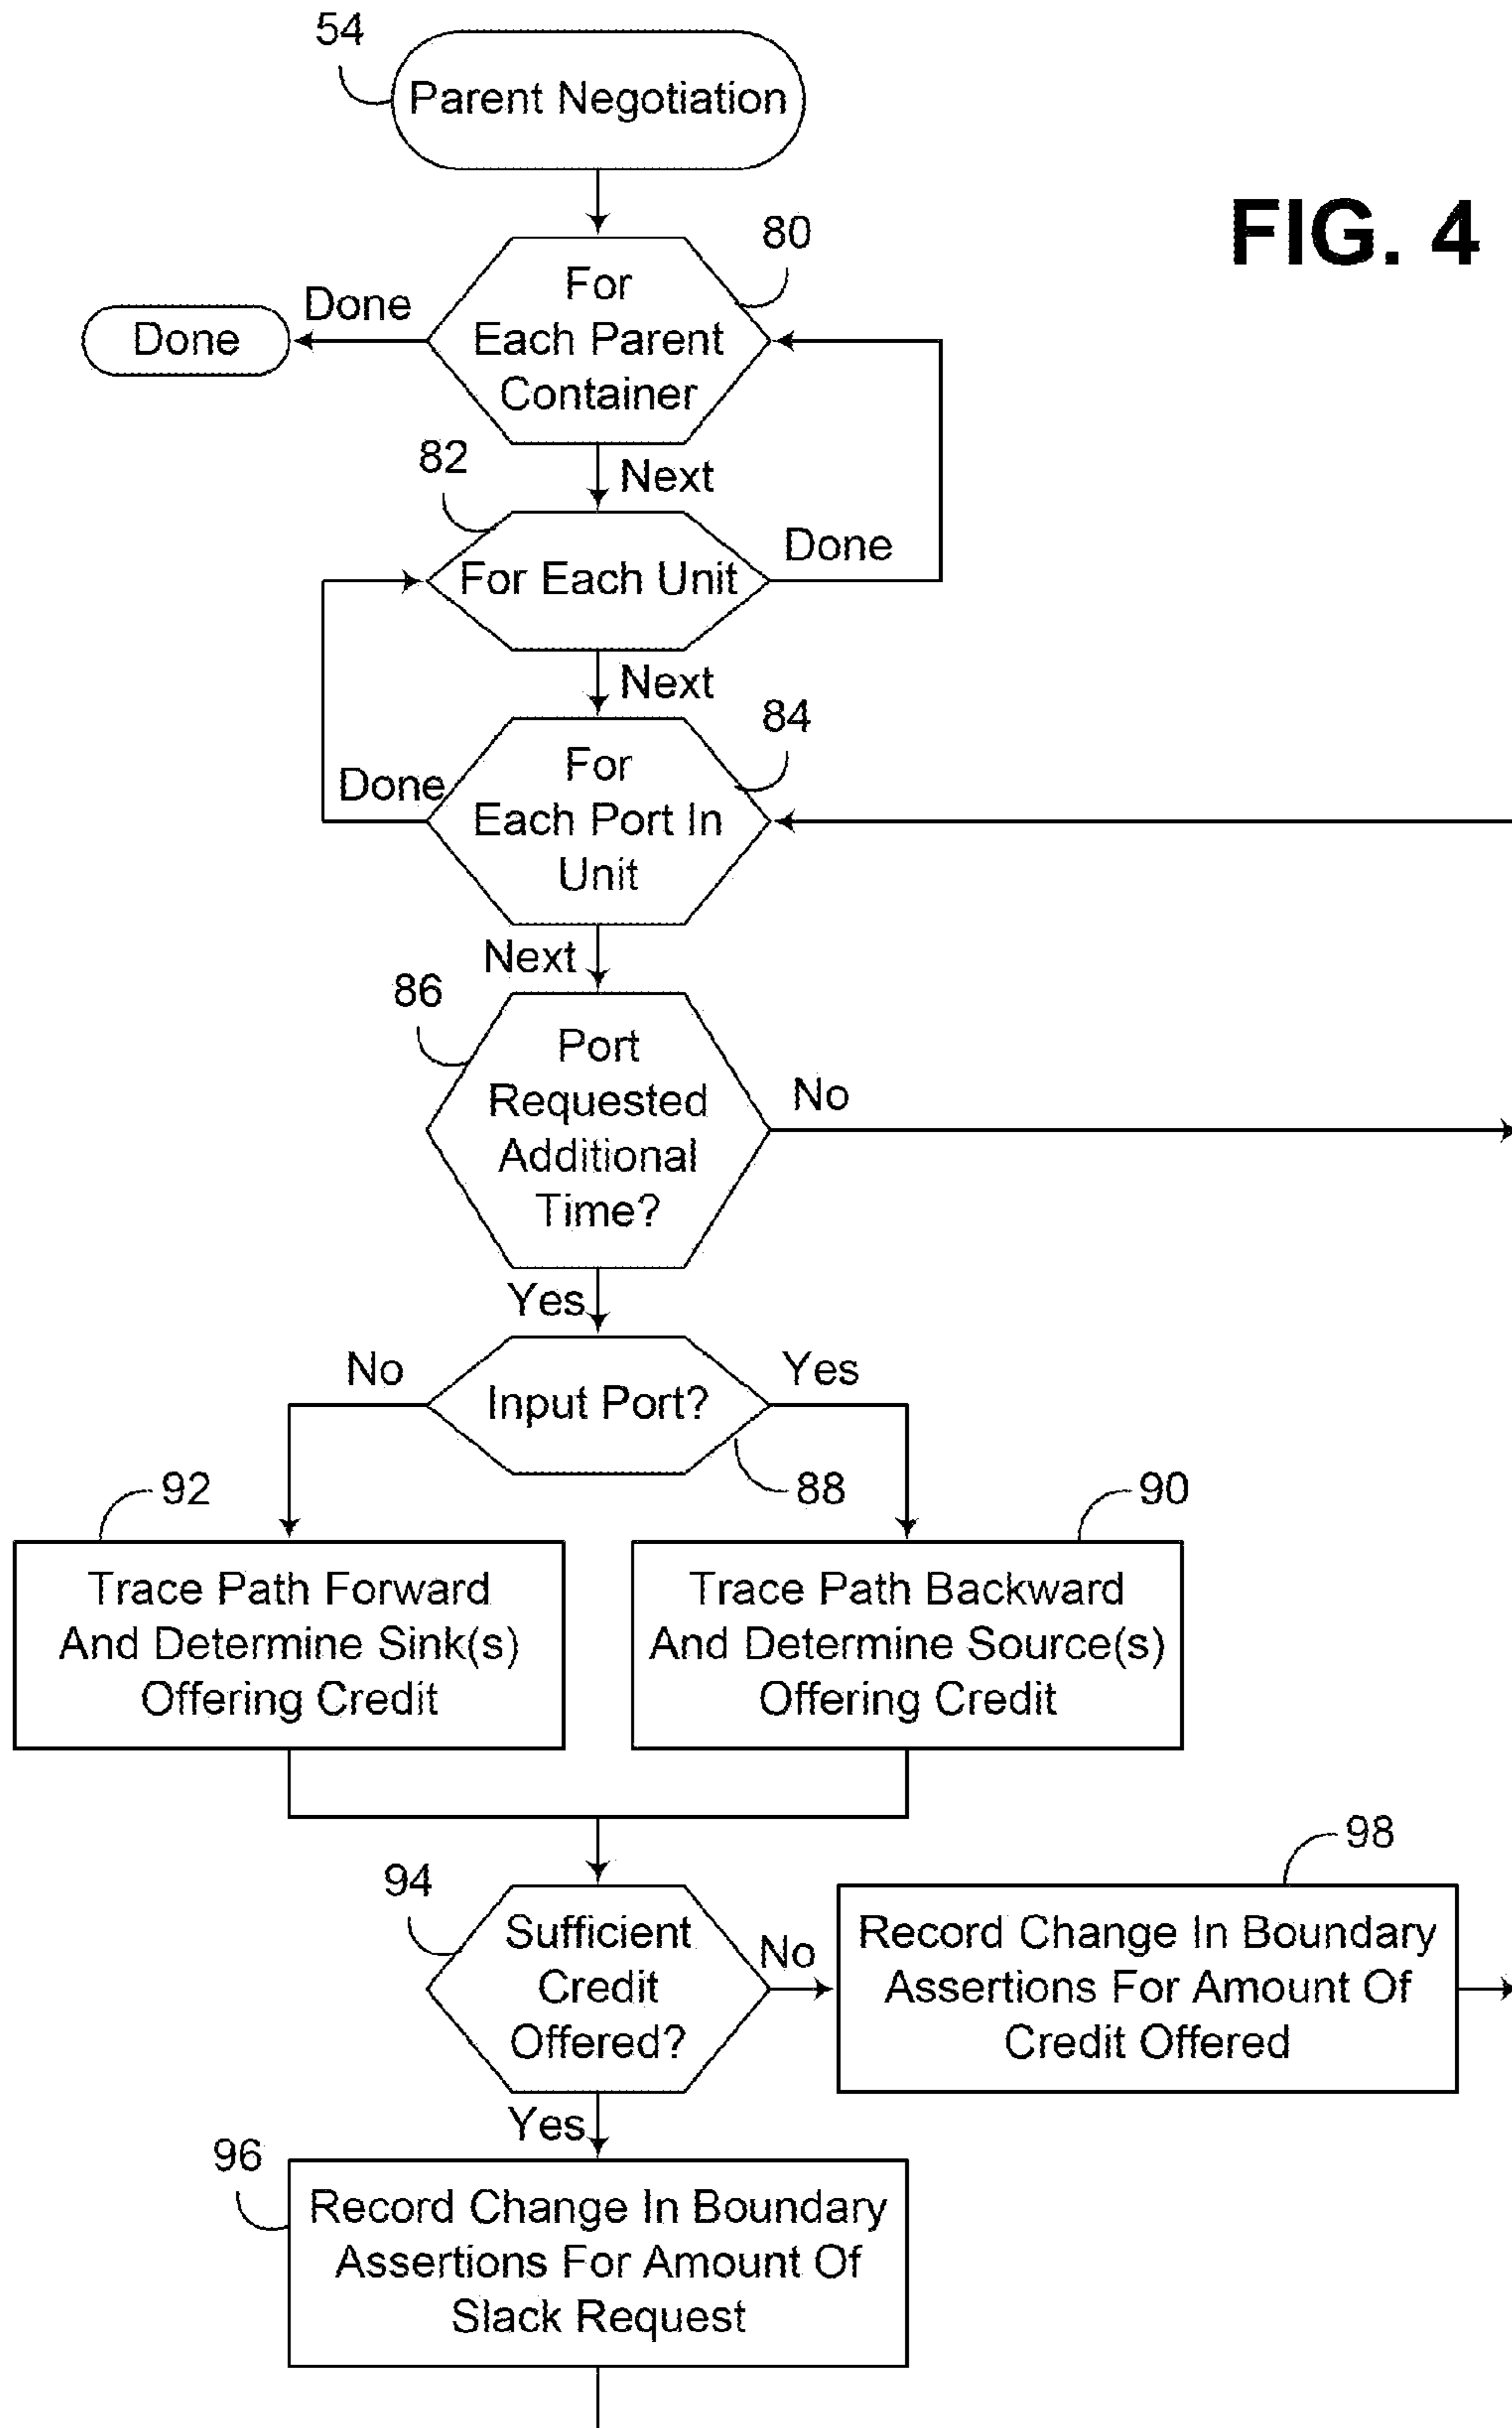 54
Parent Negotiation
FIG. 4
80
For
Each Parent
Container
Done
Done
82
Next
For Each Unit
Done
Next
84
For
Each Port In
Unit
Done
Next
86
Port
Requested
Additional
Time?
No
Yes
No
Input Port?
Yes
88
92
90
Trace Path Forward
And Determine Sink(s)
Offering Credit
Trace Path Backward
And Determine Source(s)
Offering Credit
98
94
Sufficient
Credit
Offered?
No
Record Change In Boundary
Assertions For Amount Of
Credit Offered
Yes
96
Record Change In Boundary
Assertions For Amount Of
Slack Request